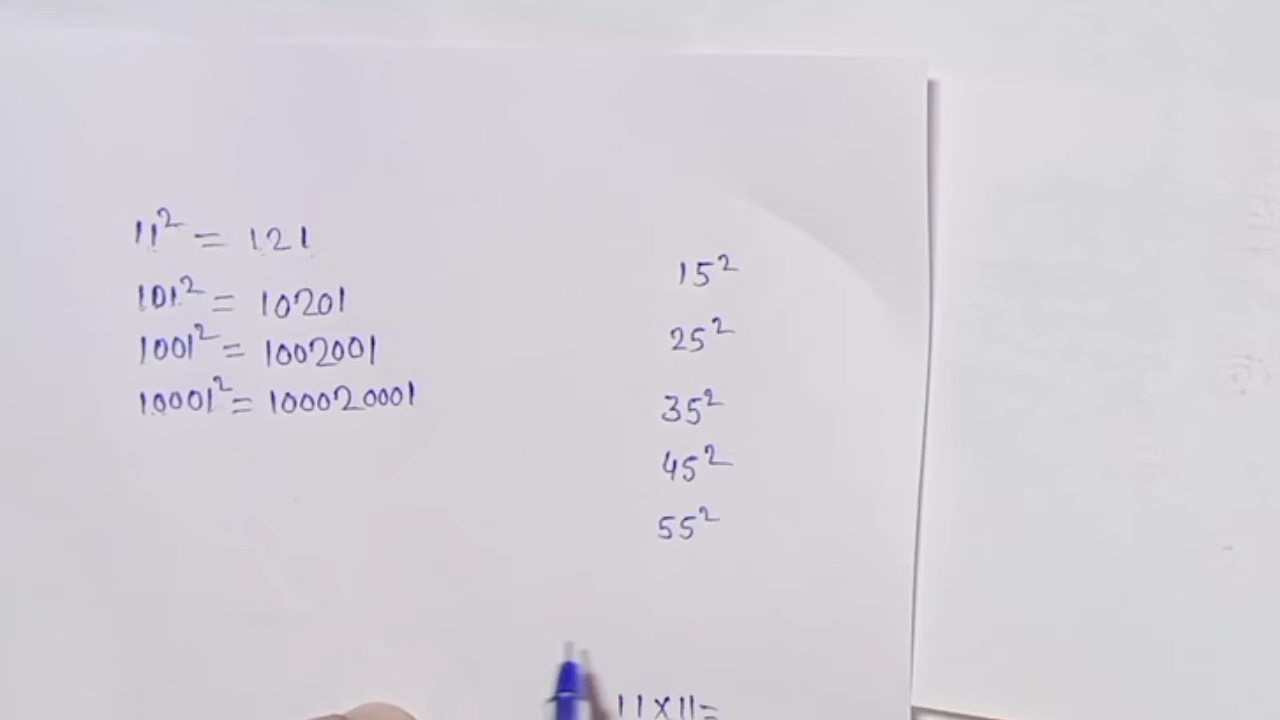 11² = 121
101² = 10201
1001² = 1002001
10001² = 100020001
15²
25²
35²
45²
55²
11×11=